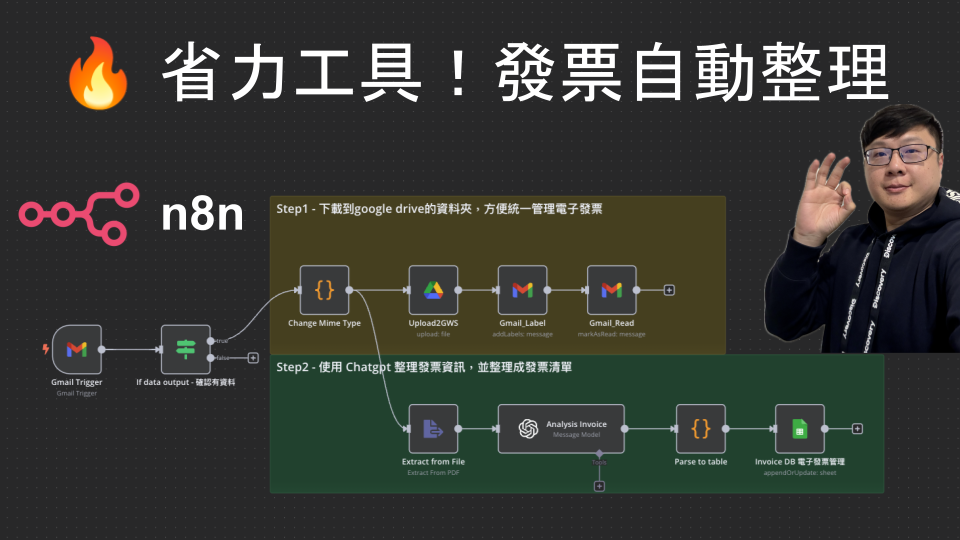 🔥 省力工具！發票自動整理
n8n
Step1 - 下載到google drive的資料夾，方便統一管理電子發票
Change Mime Type
Upload2GWS
upload: file
Gmail_Label
addLabels: message
Gmail_Read
markAsRead: message
Gmail Trigger
Gmail Trigger
If data output - 確認有資料
true
false
Step2 - 使用 Chatgpt 整理發票資訊，並整理成發票清單
Extract from File
Extract From PDF
Analysis Invoice
Message Model
Tools
Parse to table
Invoice DB 電子發票管理
appendOrUpdate: sheet
Discovery
Discovery
Discovery